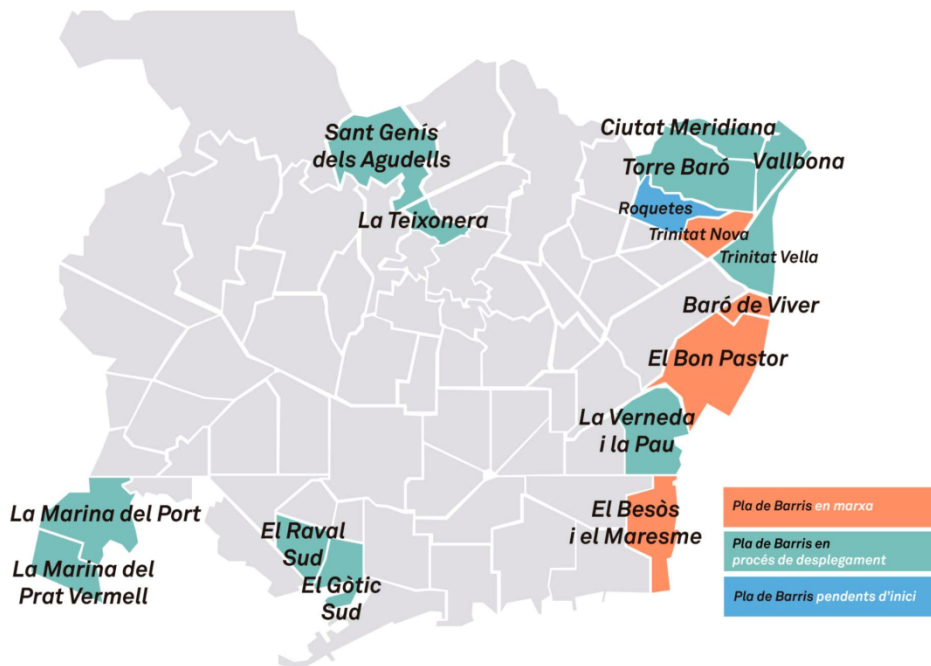 Sant Genís
dels Agudells
La Teixonera
Ciutat Meridiana
Torre Baró
Vallbona
Roquetes
Trinitat Nova
Trinitat Vella
Baró de Viver
El Bon Pastor
La Verneda
i la Pau
El Besòs
i el Maresme
La Marina del Port
La Marina del
Prat Vermell
El Raval
Sud
El Gòtic
Sud
Pla de Barris en marxa
Pla de Barris en
procés de desplegament
Pla de Barris pendents d'inici